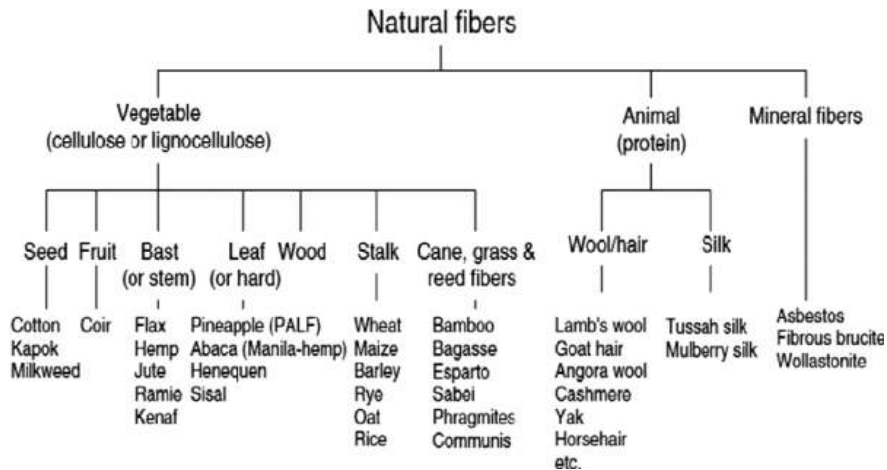 Natural fibers
Vegetable
(cellulose or lignocellulose)
Animal
(protein)
Mineral fibers
Seed
Fruit
Bast
(or stem)
Leaf
(or hard)
Wood
Stalk
Cane, grass &
reed fibers
Wool/hair
Silk
Cotton
Kapok
Milkweed
Coir
Flax
Hemp
Jute
Ramie
Kenaf
Pineapple (PALF)
Abaca (Manila-hemp)
Henequen
Sisal
Wheat
Maize
Barley
Rye
Oat
Rice
Bamboo
Bagasse
Esparto
Sabei
Phragmites
Communis
Lamb's wool
Goat hair
Angora wool
Cashmere
Yak
Horsehair
etc.
Tussah silk
Mulberry silk
Asbestos
Fibrous brucite
Wollastonite